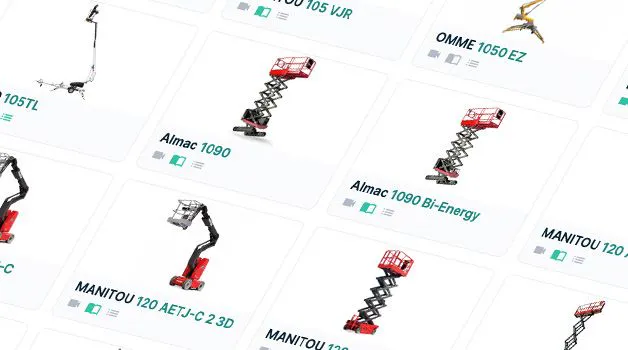 105 VJR
OMME 1050 EZ
105TL
Almac 1090
Almac 1090 Bi-Energy
MANITOU 120
-C
MANITOU 120 AETJ-C 2 3D
MANITOU